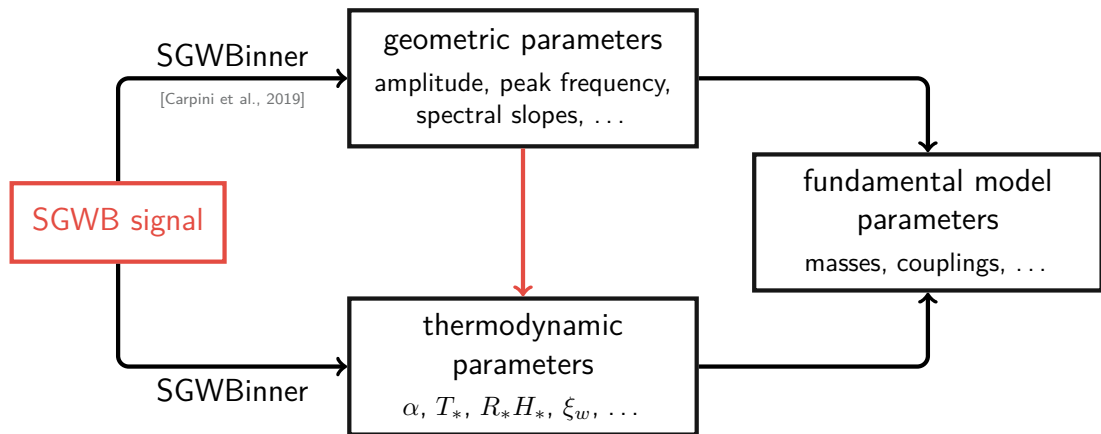 SGWBinner
[Carpini et al., 2019]
geometric parameters
amplitude, peak frequency,
spectral slopes, ...
SGWB signal
fundamental model
parameters
masses, couplings, ...
thermodynamic
parameters
α, T∗, R∗H∗, ξw, ...
SGWBinner